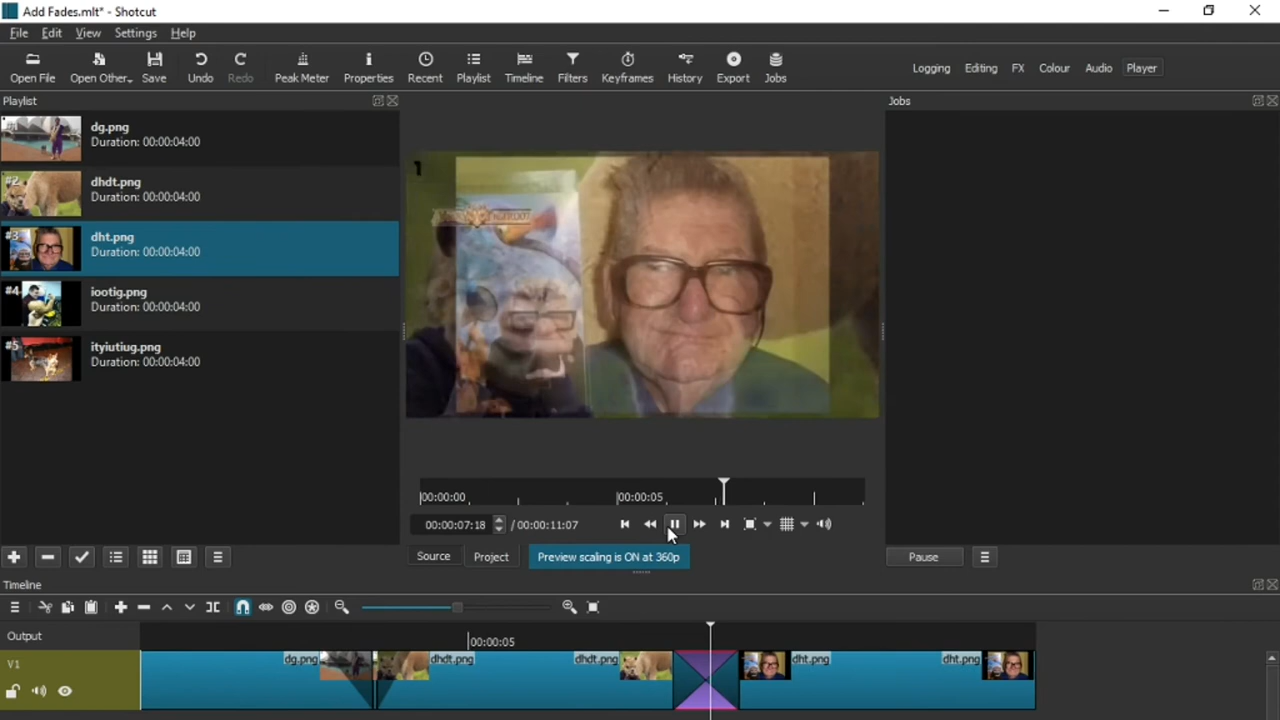 Add Fades.mlt* - Shotcut
File Edit View Settings Help
Open File Open Other... Save Undo Redo Peak Meter Properties Recent Playlist Timeline Filters Keyframes History Export Jobs Logging Editing FX Colour Audio Player
Playlist
Jobs
dg.png
Duration: 00:00:04:00
#2 dhdt.png
Duration: 00:00:04:00
#3 dht.png
Duration: 00:00:04:00
#4 iootig.png
Duration: 00:00:04:00
#5 ityiutiug.png
Duration: 00:00:04:00
1
00:00:00 00:00:05
00:00:07:18 / 00:00:11:07
Source Project Preview scaling is ON at 360p
Pause
Timeline
Output
00:00:05
V1
dg.png dhdt.png dhdt.png dht.png dht.png